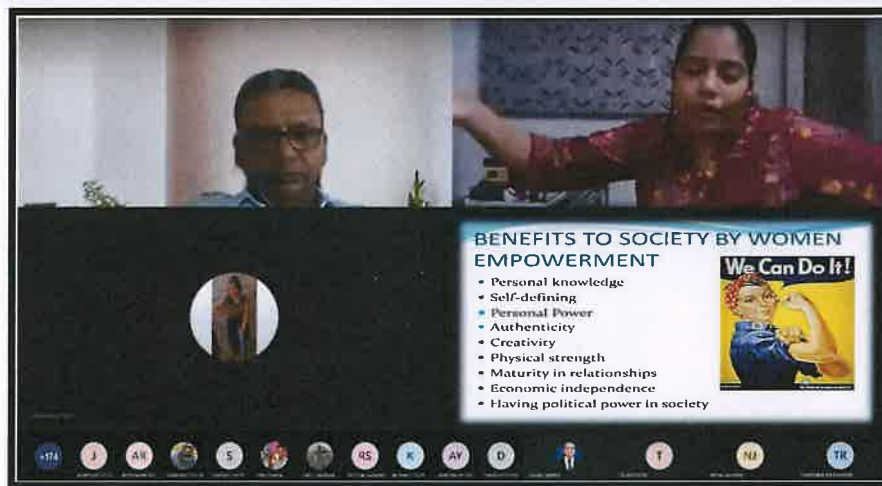 BENEFITS TO SOCIETY BY WOMEN
EMPOWERMENT
• Personal knowledge
• Self-defining
• Personal Power
• Authenticity
• Creativity
• Physical strength
• Maturity in relationships
• Economic independence
• Having political power in society
We Can Do It!
+174
J
AR
S
RS
K
AY
D
T
NJ
TR